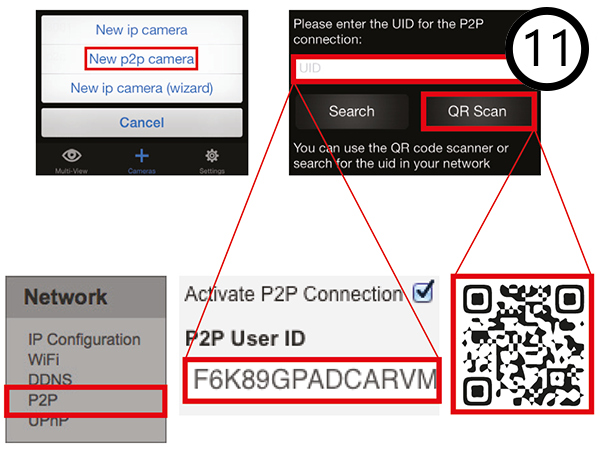 New ip camera
New p2p camera
New ip camera (wizard)
Cancel
Multi-View
Cameras
Settings
Please enter the UID for the P2P
connection:
UID
Search
QR Scan
You can use the QR code scanner or
search for the uid in your network
11
Network
IP Configuration
WiFi
DDNS
P2P
UPnP
Activate P2P Connection
P2P User ID
F6K89GPADCARVM